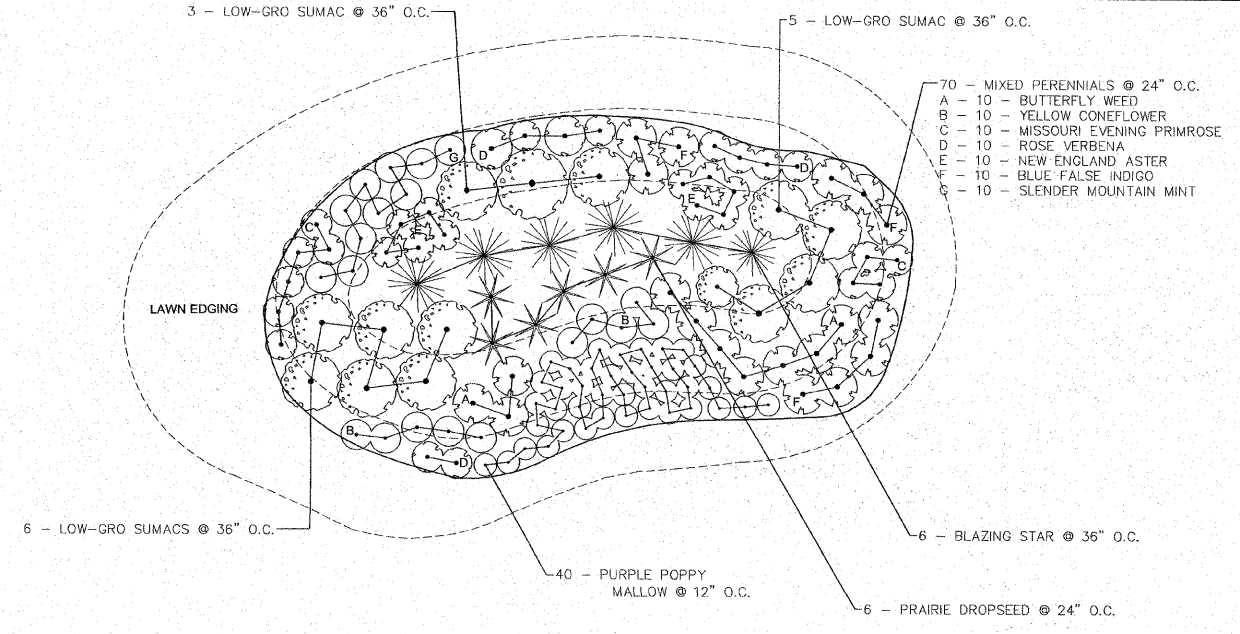 3 - LOW-GRO SUMAC @ 36" O.C.
5 - LOW-GRO SUMAC @ 36" O.C.
70 - MIXED PERENNIALS @ 24" O.C.
A - 10 - BUTTERFLY WEED
B - 10 - YELLOW CONEFLOWER
C - 10 - MISSOURI EVENING PRIMROSE
D - 10 - ROSE VERBENA
E - 10 - NEW ENGLAND ASTER
F - 10 - BLUE FALSE INDIGO
G - 10 - SLENDER MOUNTAIN MINT
G
D
F
D
E
C
E
F
C
LAWN EDGING
B
A
A
F
B
D
6 - LOW-GRO SUMACS @ 36" O.C.
6 - BLAZING STAR @ 36" O.C.
40 - PURPLE POPPY
MALLOW @ 12" O.C.
6 - PRAIRIE DROPSEED @ 24" O.C.